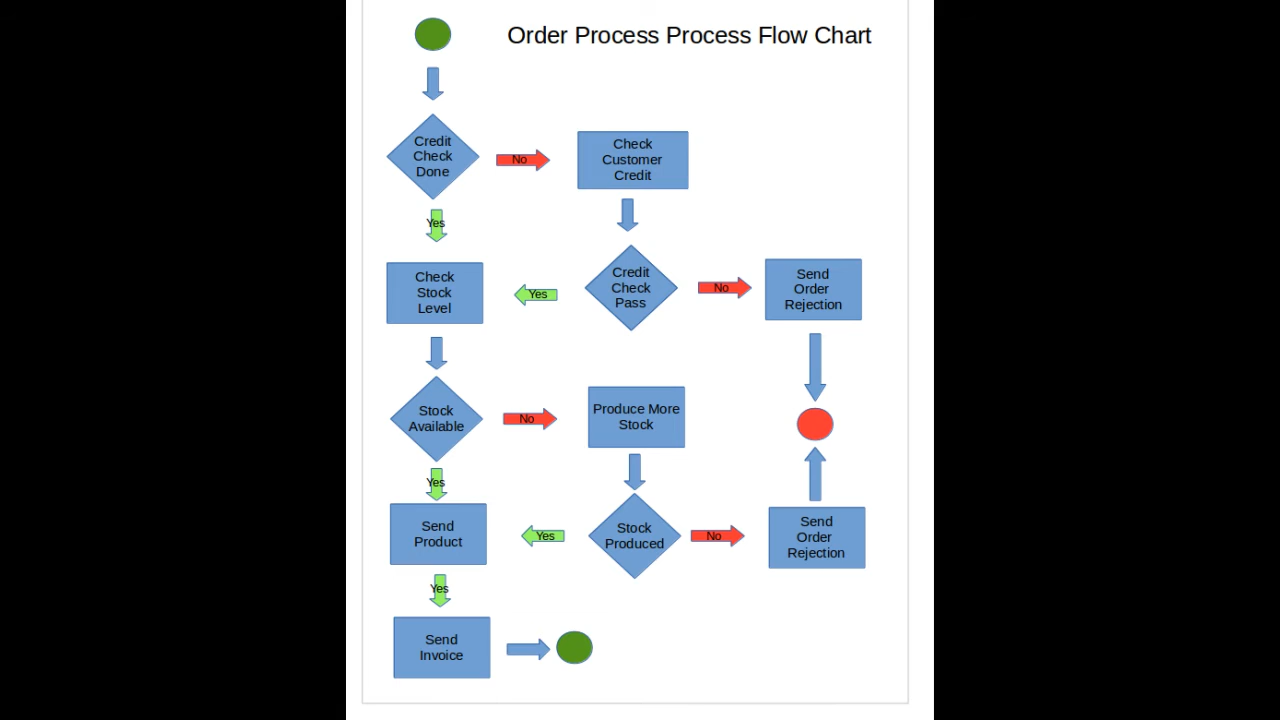 Order Process Process Flow Chart
Credit
Check
Done
No
Check
Customer
Credit
Yes
Check
Stock
Level
Yes
Credit
Check
Pass
No
Send
Order
Rejection
Stock
Available
No
Produce More
Stock
Yes
Send
Product
Yes
Stock
Produced
No
Send
Order
Rejection
Yes
Send
Invoice